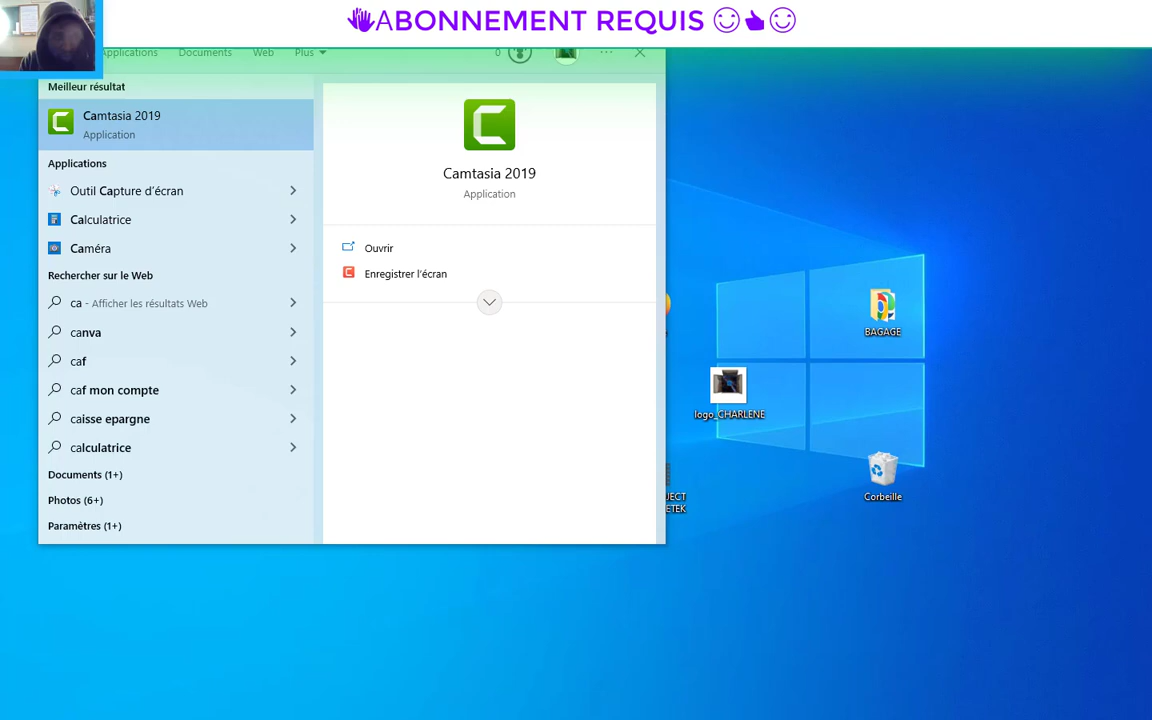 ABONNEMENT REQUIS
Applications Documents Web Plus 0 ...
Meilleur résultat
Camtasia 2019
Application
Applications
Outil Capture d'écran
Calculatrice
Caméra
Rechercher sur le Web
ca - Afficher les résultats Web
canva
caf
caf mon compte
caisse epargne
calculatrice
Documents (1+)
Photos (6+)
Paramètres (1+)
Camtasia 2019
Application
Ouvrir
Enregistrer l'écran
BAGAGE
logo_CHARLENE
Corbeille